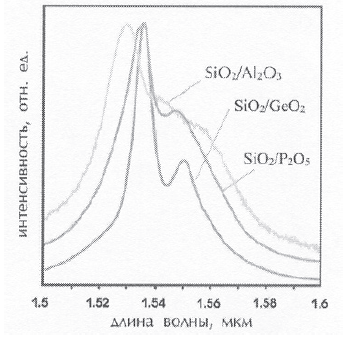 интенсивность, отн. ед.
SiO₂/Al₂O₃
SiO₂/GeO₂
SiO₂/P₂O₅
1.5 1.52 1.54 1.56 1.58 1.6
длина волны, мкм